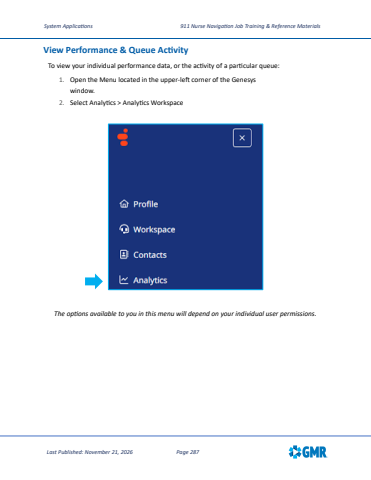 System Applications
911 Nurse Navigation Job Training & Reference Materials
View Performance & Queue Activity
To view your individual performance data, or the activity of a particular queue:
1. Open the Menu located in the upper-left corner of the Genesys
window.
2. Select Analytics > Analytics Workspace
Profile
Workspace
Contacts
Analytics
The options available to you in this menu will depend on your individual user permissions.
Last Published: November 21, 2026
Page 287
GMR